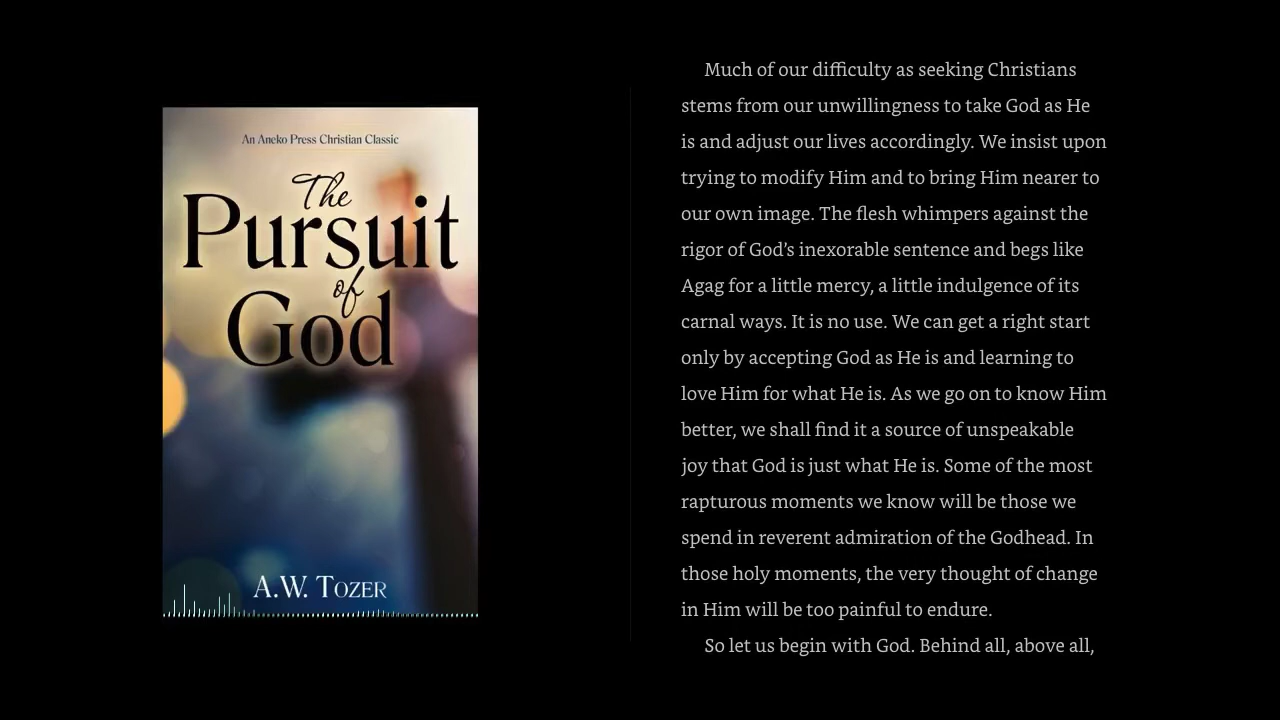 An Aneko Press Christian Classic
The
Pursuit
of
God
A.W. Tozer
Much of our difficulty as seeking Christians
stems from our unwillingness to take God as He
is and adjust our lives accordingly. We insist upon
trying to modify Him and to bring Him nearer to
our own image. The flesh whimpers against the
rigor of God’s inexorable sentence and begs like
Agag for a little mercy, a little indulgence of its
carnal ways. It is no use. We can get a right start
only by accepting God as He is and learning to
love Him for what He is. As we go on to know Him
better, we shall find it a source of unspeakable
joy that God is just what He is. Some of the most
rapturous moments we know will be those we
spend in reverent admiration of the Godhead. In
those holy moments, the very thought of change
in Him will be too painful to endure.
So let us begin with God. Behind all, above all,